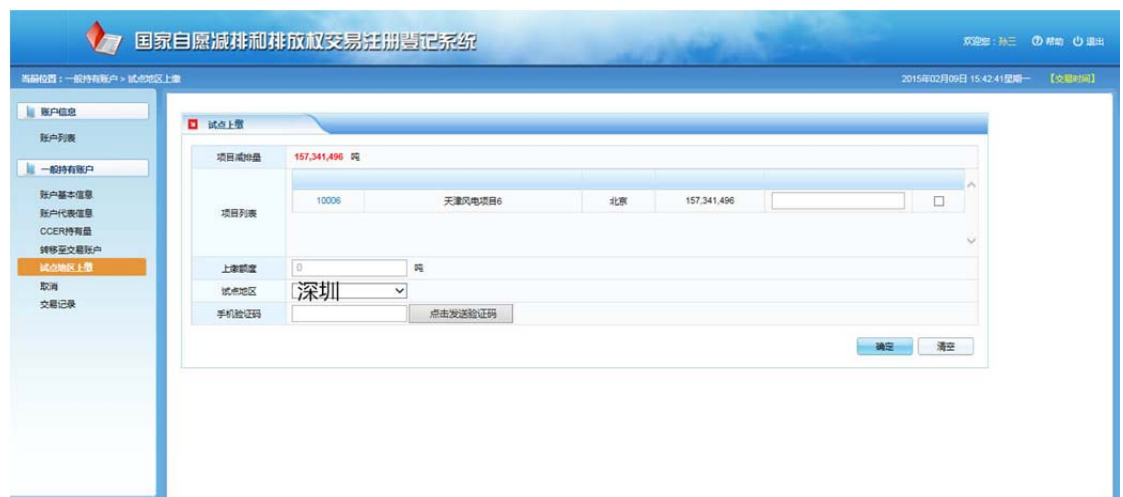 国家自愿减排和排放权交易注册登记系统
欢迎您：孙三 帮助 退出
当前位置：一般持有账户 > 试点地区上缴
2015年02月09日 15:42:41星期一 【交易时间】
账户信息
账户列表
一般持有账户
账户基本信息
账户代表信息
CCER持有量
转移至交易账户
试点地区上缴
取消
交易记录
试点上缴
项目减排量 157,341,496 吨
项目列表
10006 天津风电项目6 北京 157,341,496
上缴额度 0 吨
试点地区 深圳
手机验证码 点击发送验证码
确定 清空